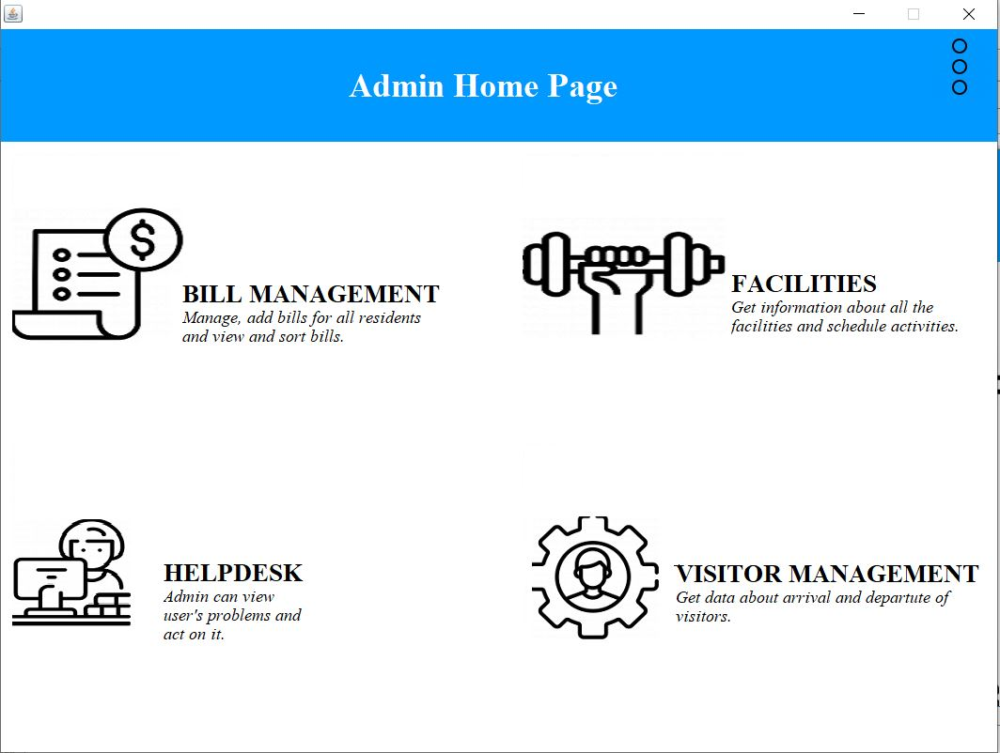 Admin Home Page
$
BILL MANAGEMENT
Manage, add bills for all residents
and view and sort bills.
FACILITIES
Get information about all the
facilities and schedule activities.
HELPDESK
Admin can view
user's problems and
act on it.
VISITOR MANAGEMENT
Get data about arrival and departute of
visitors.